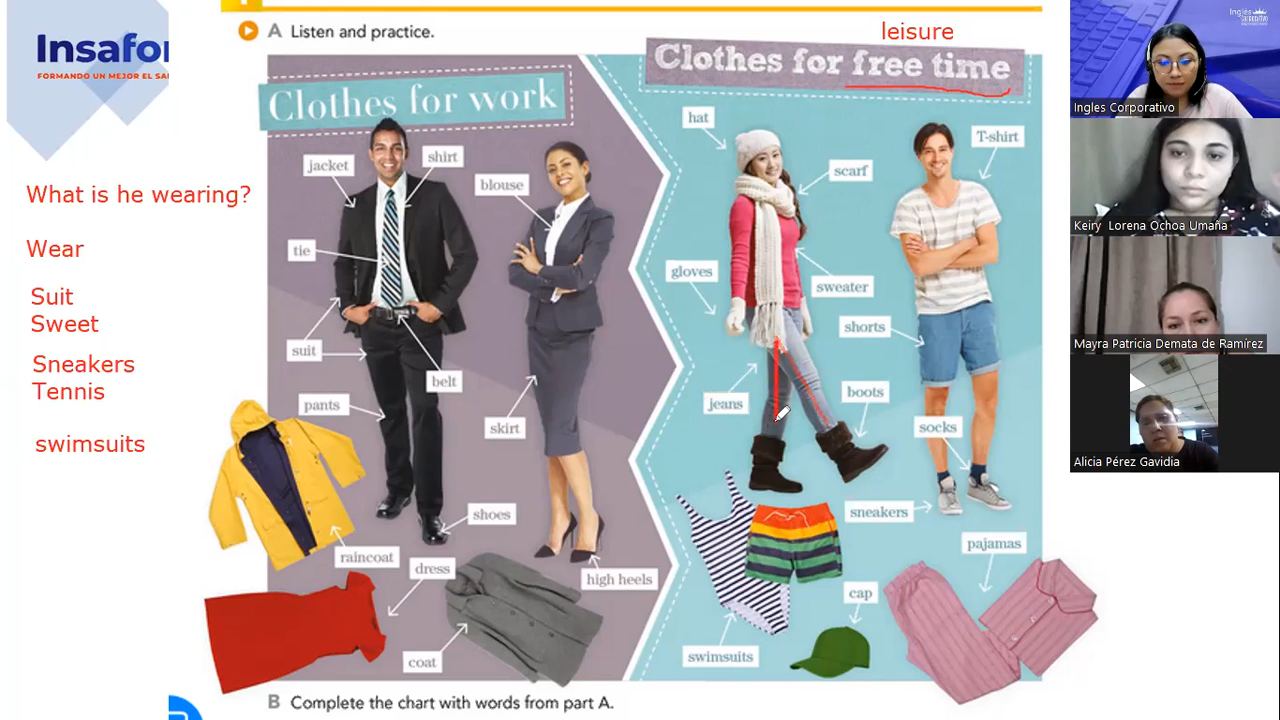 Insafo
FORMANDO UN MEJOR EL SA
A Listen and practice.
leisure
Clothes for work
Clothes for free time
What is he wearing?
Wear
Suit
Sweet
Sneakers
Tennis
swimsuits
jacket
shirt
blouse
tie
suit
belt
pants
skirt
shoes
raincoat
dress
high heels
coat
hat
T-shirt
scarf
gloves
sweater
shorts
jeans
boots
socks
sneakers
pajamas
cap
swimsuits
B Complete the chart with words from part A.
Ingles Corporativo
Keiry Lorena Ochoa Umaña
Mayra Patricia Demata de Ramírez
Alicia Pérez Gavidia